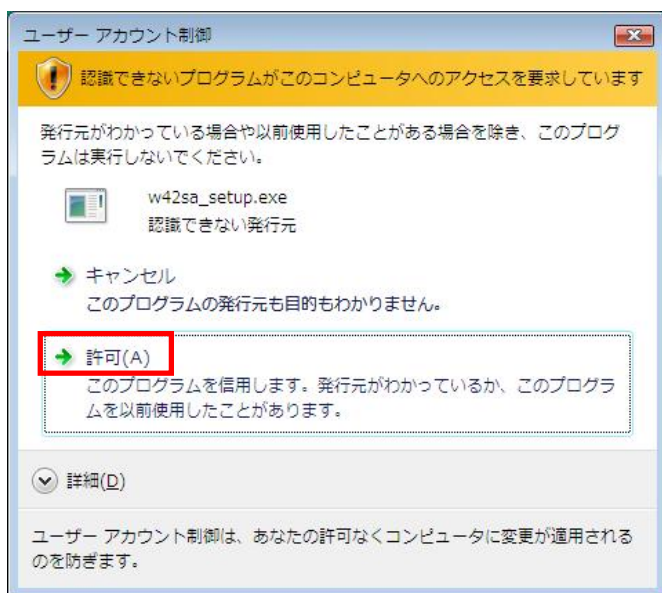 ユーザー アカウント制御
認識できないプログラムがこのコンピュータへのアクセスを要求しています
発行元がわかっている場合や以前使用したことがある場合を除き、このプログ
ラムは実行しないでください。
w42sa_setup.exe
認識できない発行元
キャンセル
このプログラムの発行元も目的もわかりません。
許可(A)
このプログラムを信用します。発行元がわかっているか、このプログラ
ムを以前使用したことがあります。
詳細(D)
ユーザー アカウント制御は、あなたの許可なくコンピュータに変更が適用される
のを防ぎます。